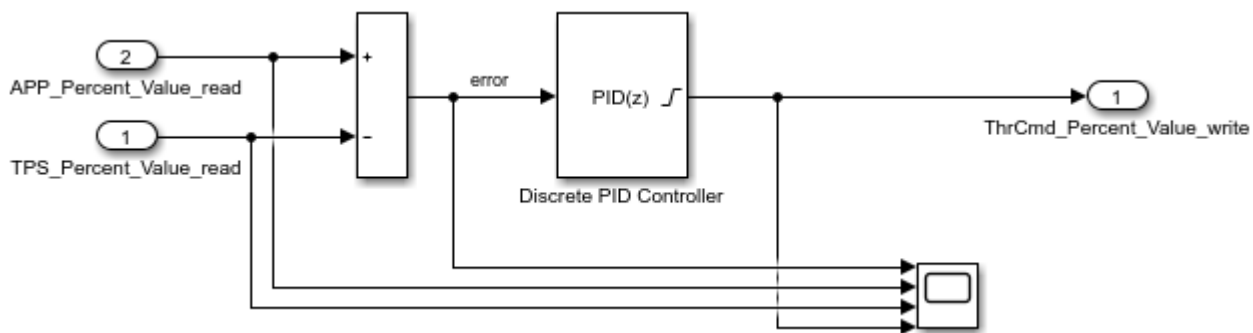 2
+
APP_Percent_Value_read
error
PID(z)
1
ThrCmd_Percent_Value_write
1
−
TPS_Percent_Value_read
Discrete PID Controller